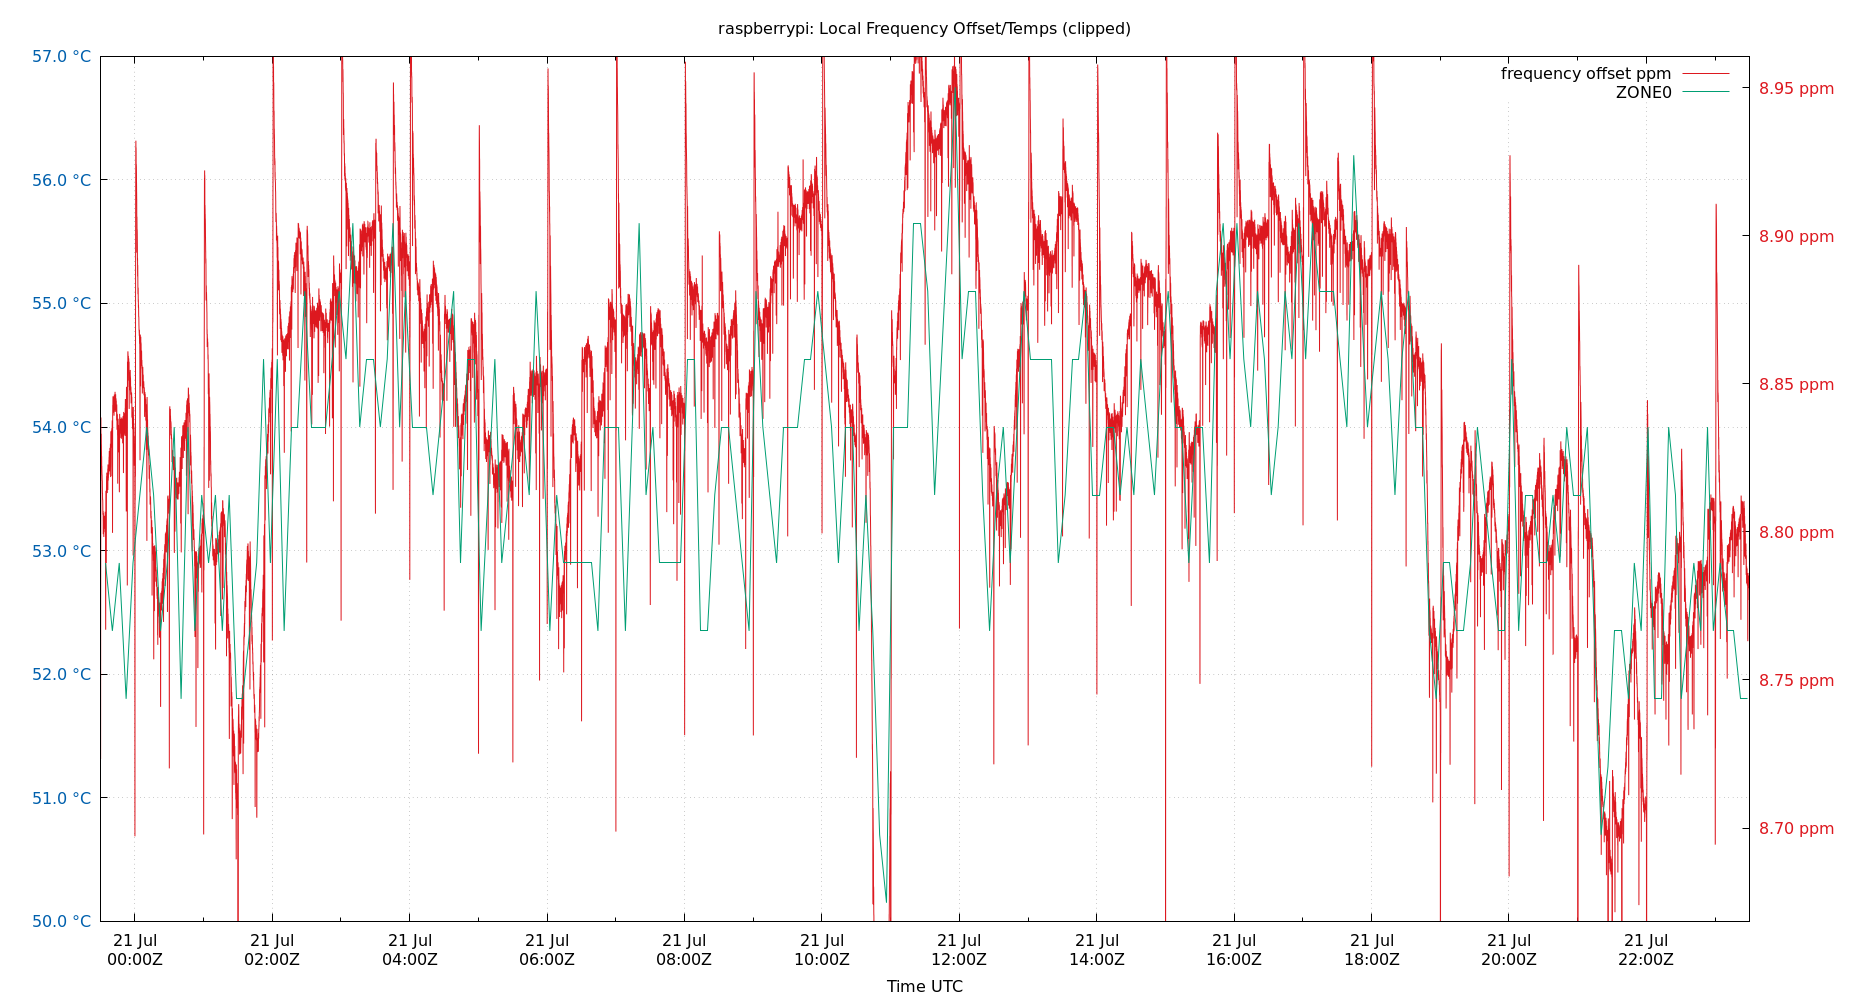 raspberrypi: Local Frequency Offset/Temps (clipped)
57.0 °C
56.0 °C
55.0 °C
54.0 °C
53.0 °C
52.0 °C
51.0 °C
50.0 °C
frequency offset ppm
ZONE0
8.95 ppm
8.90 ppm
8.85 ppm
8.80 ppm
8.75 ppm
8.70 ppm
21 Jul 21 Jul 21 Jul 21 Jul 21 Jul 21 Jul 21 Jul 21 Jul 21 Jul 21 Jul 21 Jul 21 Jul
00:00Z 02:00Z 04:00Z 06:00Z 08:00Z 10:00Z 12:00Z 14:00Z 16:00Z 18:00Z 20:00Z 22:00Z
Time UTC